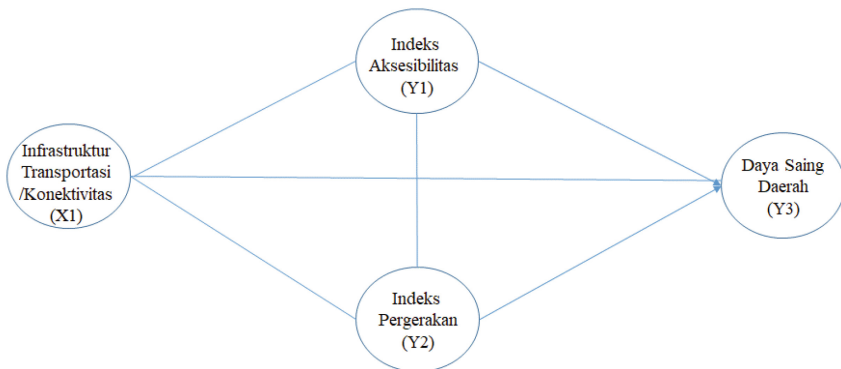 Indeks
Aksesibilitas
(Y1)
Infrastruktur
Transportasi
/Konektivitas
(X1)
Daya Saing
Daerah
(Y3)
Indeks
Pergerakan
(Y2)